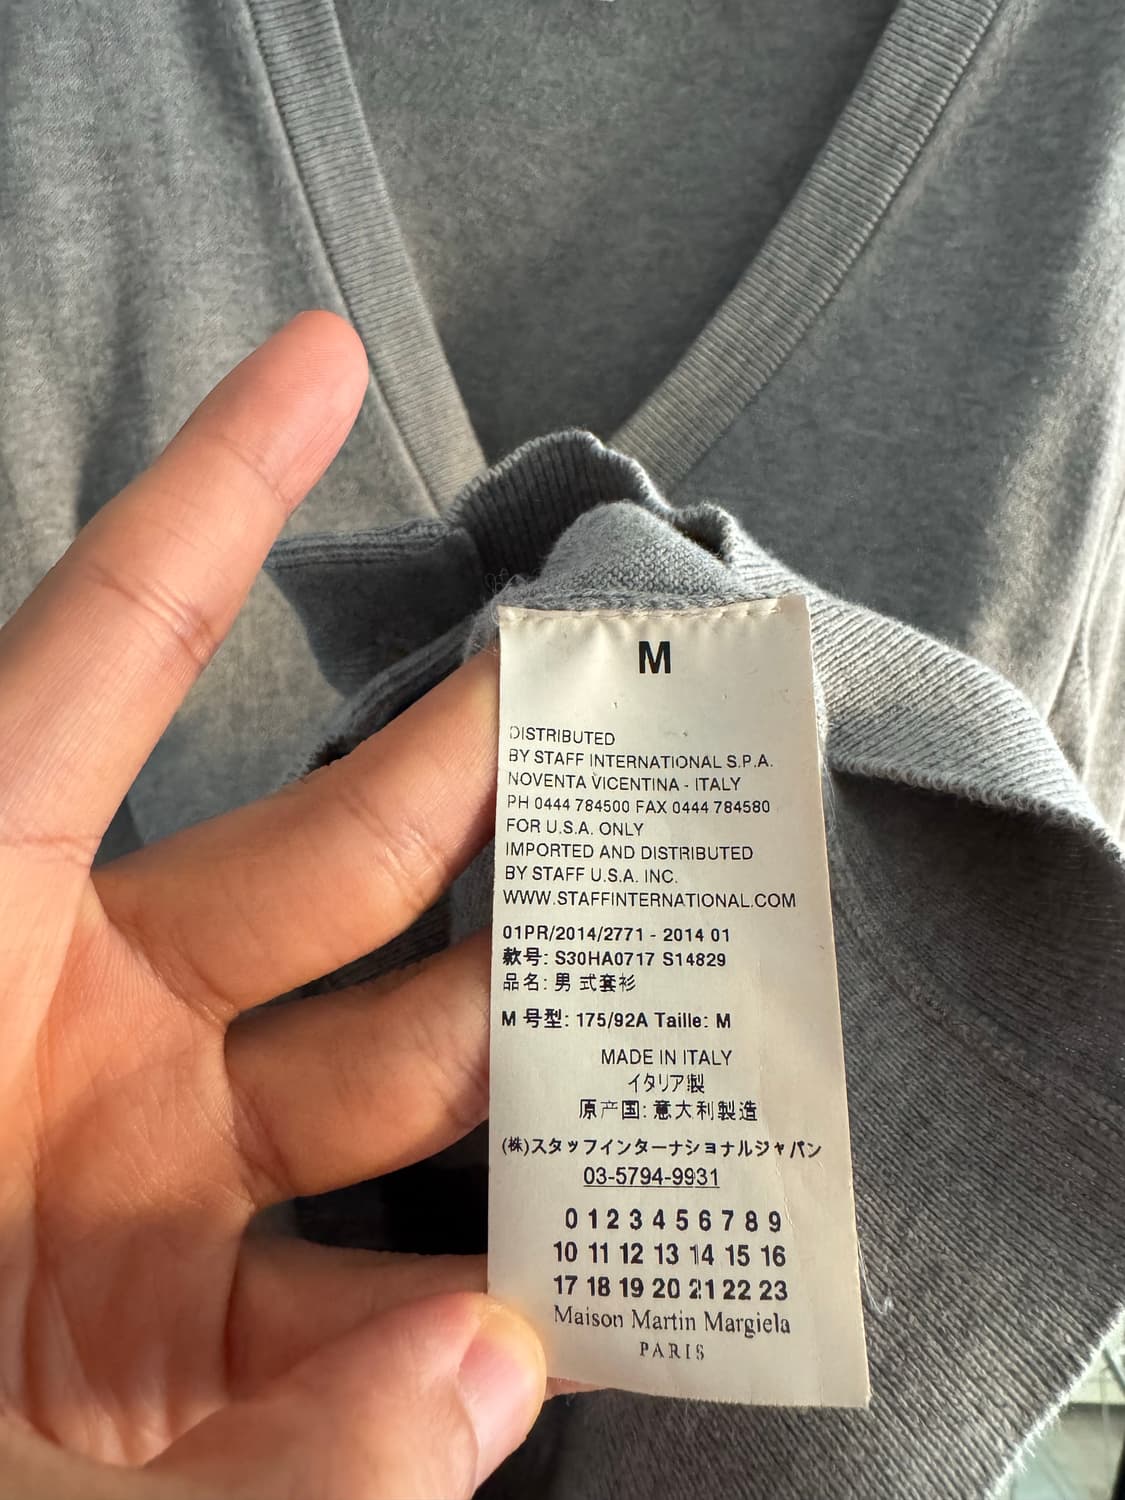 M
DISTRIBUTED
BY STAFF INTERNATIONAL S.P.A.
NOVENTA VICENTINA - ITALY
PH 0444 784500 FAX 0444 784580
FOR U.S.A. ONLY
IMPORTED AND DISTRIBUTED
BY STAFF U.S.A. INC.
WWW.STAFFINTERNATIONAL.COM
01PR/2014/2771 - 2014 01
款号: S30HA0717 S14829
品名: 男 式套衫
M 号型: 175/92A Taille: M
MADE IN ITALY
イタリア製
原产国: 意大利製造
(株)スタッフインターナショナルジャパン
03-5794-9931
0 1 2 3 4 5 6 7 8 9
10 11 12 13 14 15 16
17 18 19 20 21 22 23
Maison Martin Margiela
PARIS